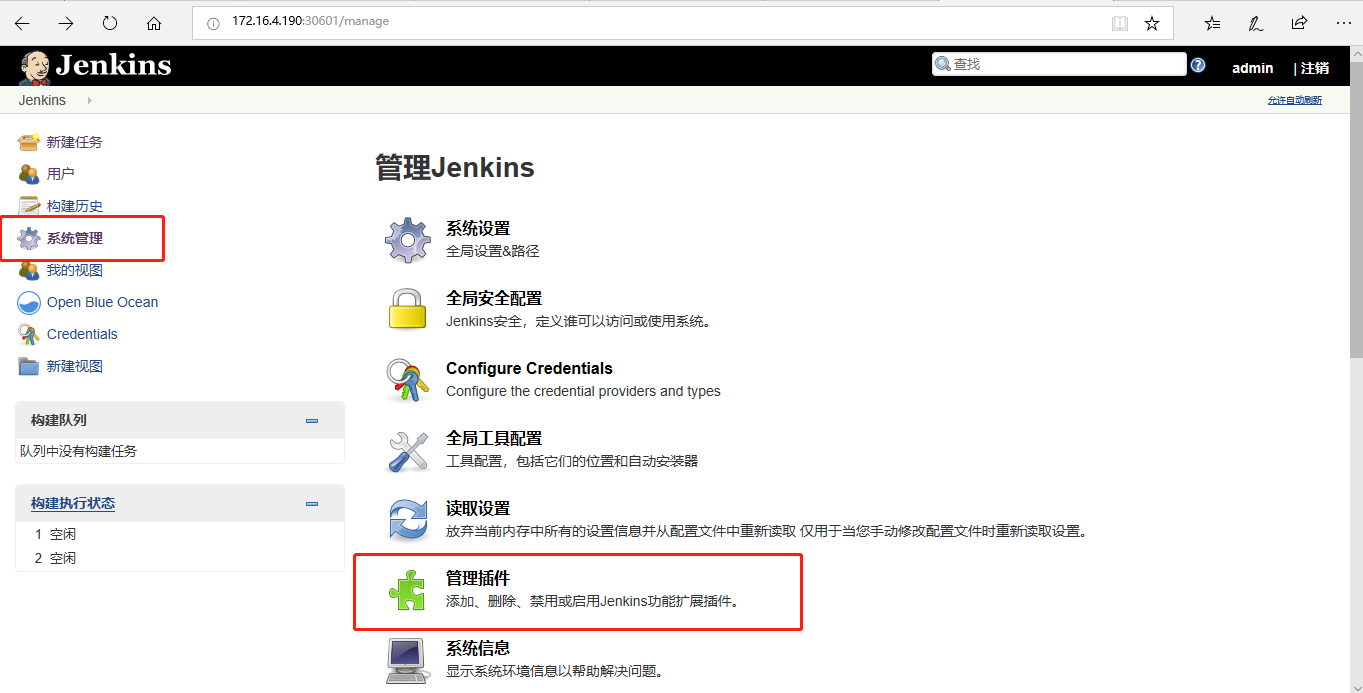 172.16.4.190:30601/manage
Jenkins
查找
admin
| 注销
Jenkins
允许自动刷新
新建任务
用户
构建历史
系统管理
我的视图
Open Blue Ocean
Credentials
新建视图
构建队列
队列中没有构建任务
构建执行状态
1 空闲
2 空闲
管理Jenkins
系统设置
全局设置&路径
全局安全配置
Jenkins安全，定义谁可以访问或使用系统。
Configure Credentials
Configure the credential providers and types
全局工具配置
工具配置，包括它们的位置和自动安装器
读取设置
放弃当前内存中所有的设置信息并从配置文件中重新读取 仅用于当您手动修改配置文件时重新读取设置。
管理插件
添加、删除、禁用或启用Jenkins功能扩展插件。
系统信息
显示系统环境信息以帮助解决问题。